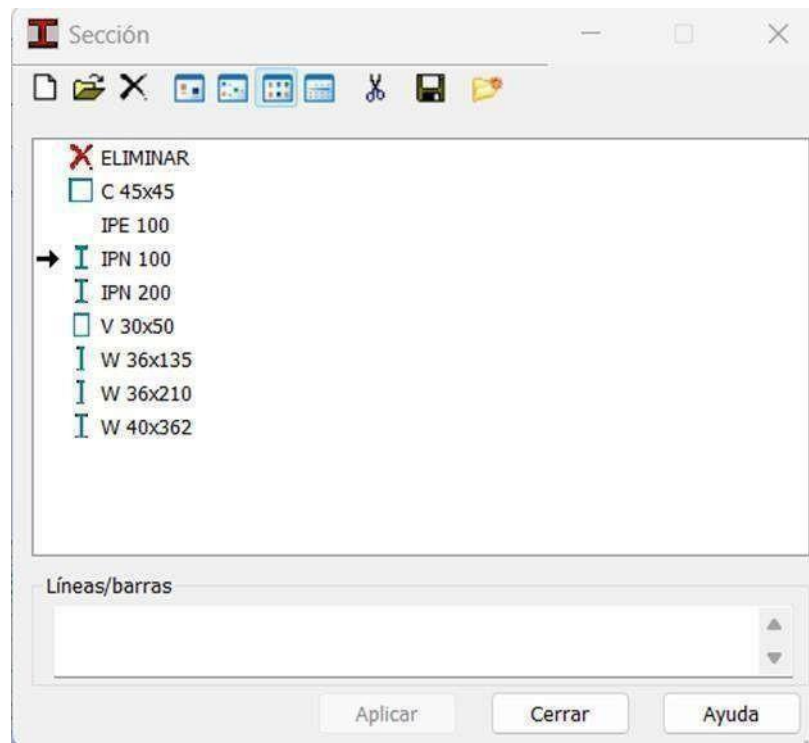 Sección
ELIMINAR
C 45x45
IPE 100
IPN 100
IPN 200
V 30x50
W 36x135
W 36x210
W 40x362
Líneas/barras
Aplicar
Cerrar
Ayuda